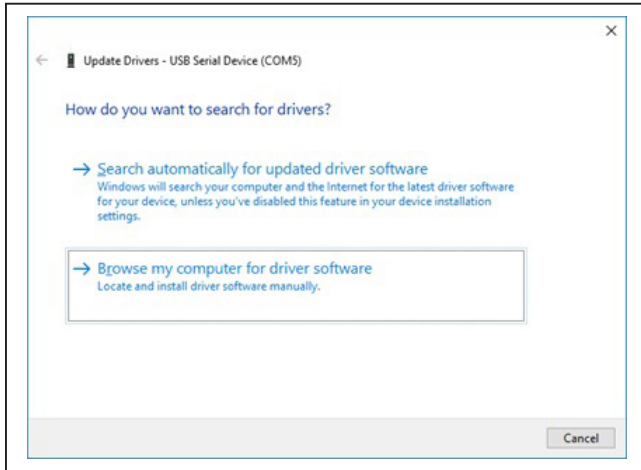 Update Drivers - USB Serial Device (COM5)
How do you want to search for drivers?
Search automatically for updated driver software
Windows will search your computer and the Internet for the latest driver software
for your device, unless you've disabled this feature in your device installation
settings.
Browse my computer for driver software
Locate and install driver software manually.
Cancel